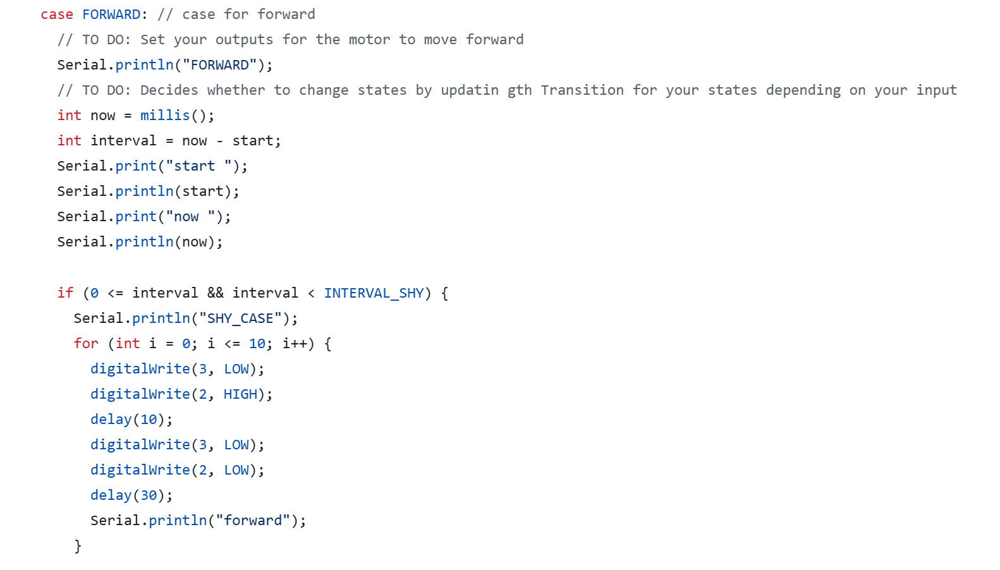 case FORWARD: // case for forward
// TO DO: Set your outputs for the motor to move forward
Serial.println("FORWARD");
// TO DO: Decides whether to change states by updatin gth Transition for your states depending on your input
int now = millis();
int interval = now - start;
Serial.print("start ");
Serial.println(start);
Serial.print("now ");
Serial.println(now);
if (0 <= interval && interval < INTERVAL_SHY) {
Serial.println("SHY_CASE");
for (int i = 0; i <= 10; i++) {
digitalWrite(3, LOW);
digitalWrite(2, HIGH);
delay(10);
digitalWrite(3, LOW);
digitalWrite(2, LOW);
delay(30);
Serial.println("forward");
}